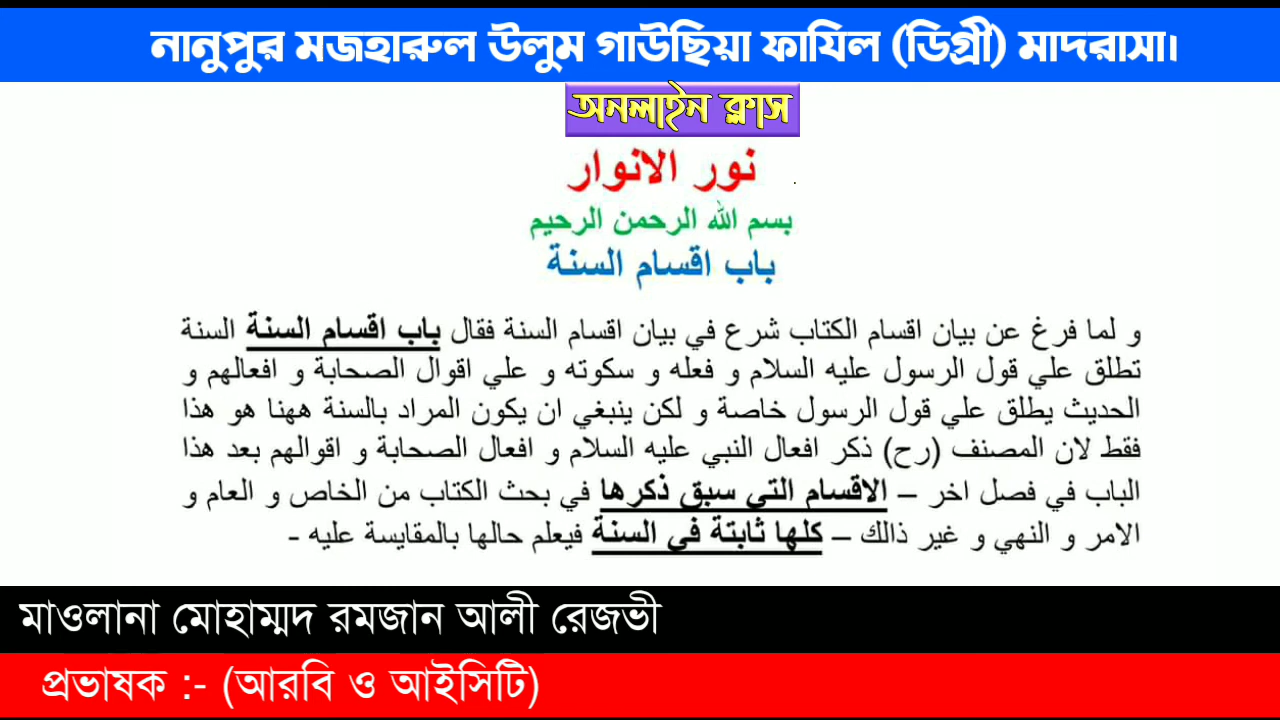 নানুপুর মজহারুল উলুম গাউছিয়া ফাযিল (ডিগ্রী) মাদরাসা।
অনলাইন ক্লাস
نور الانوار
بسم الله الرحمن الرحيم
باب اقسام السنة
و لما فرغ عن بيان اقسام الكتاب شرع في بيان اقسام السنة فقال باب اقسام السنة السنة
تطلق علي قول الرسول عليه السلام و فعله و سكوته و علي اقوال الصحابة و افعالهم و
الحديث يطلق علي قول الرسول خاصة و لكن ينبغي ان يكون المراد بالسنة ههنا هو هذا
فقط لان المصنف (رح) ذكر افعال النبي عليه السلام و افعال الصحابة و اقوالهم بعد هذا
الباب في فصل اخر – الاقسام التي سبق ذكرها في بحث الكتاب من الخاص و العام و
الامر و النهي و غير ذالك – كلها ثابتة في السنة فيعلم حالها بالمقايسة عليه -
মাওলানা মোহাম্মদ রমজান আলী রেজভী
প্রভাষক :- (আরবি ও আইসিটি)